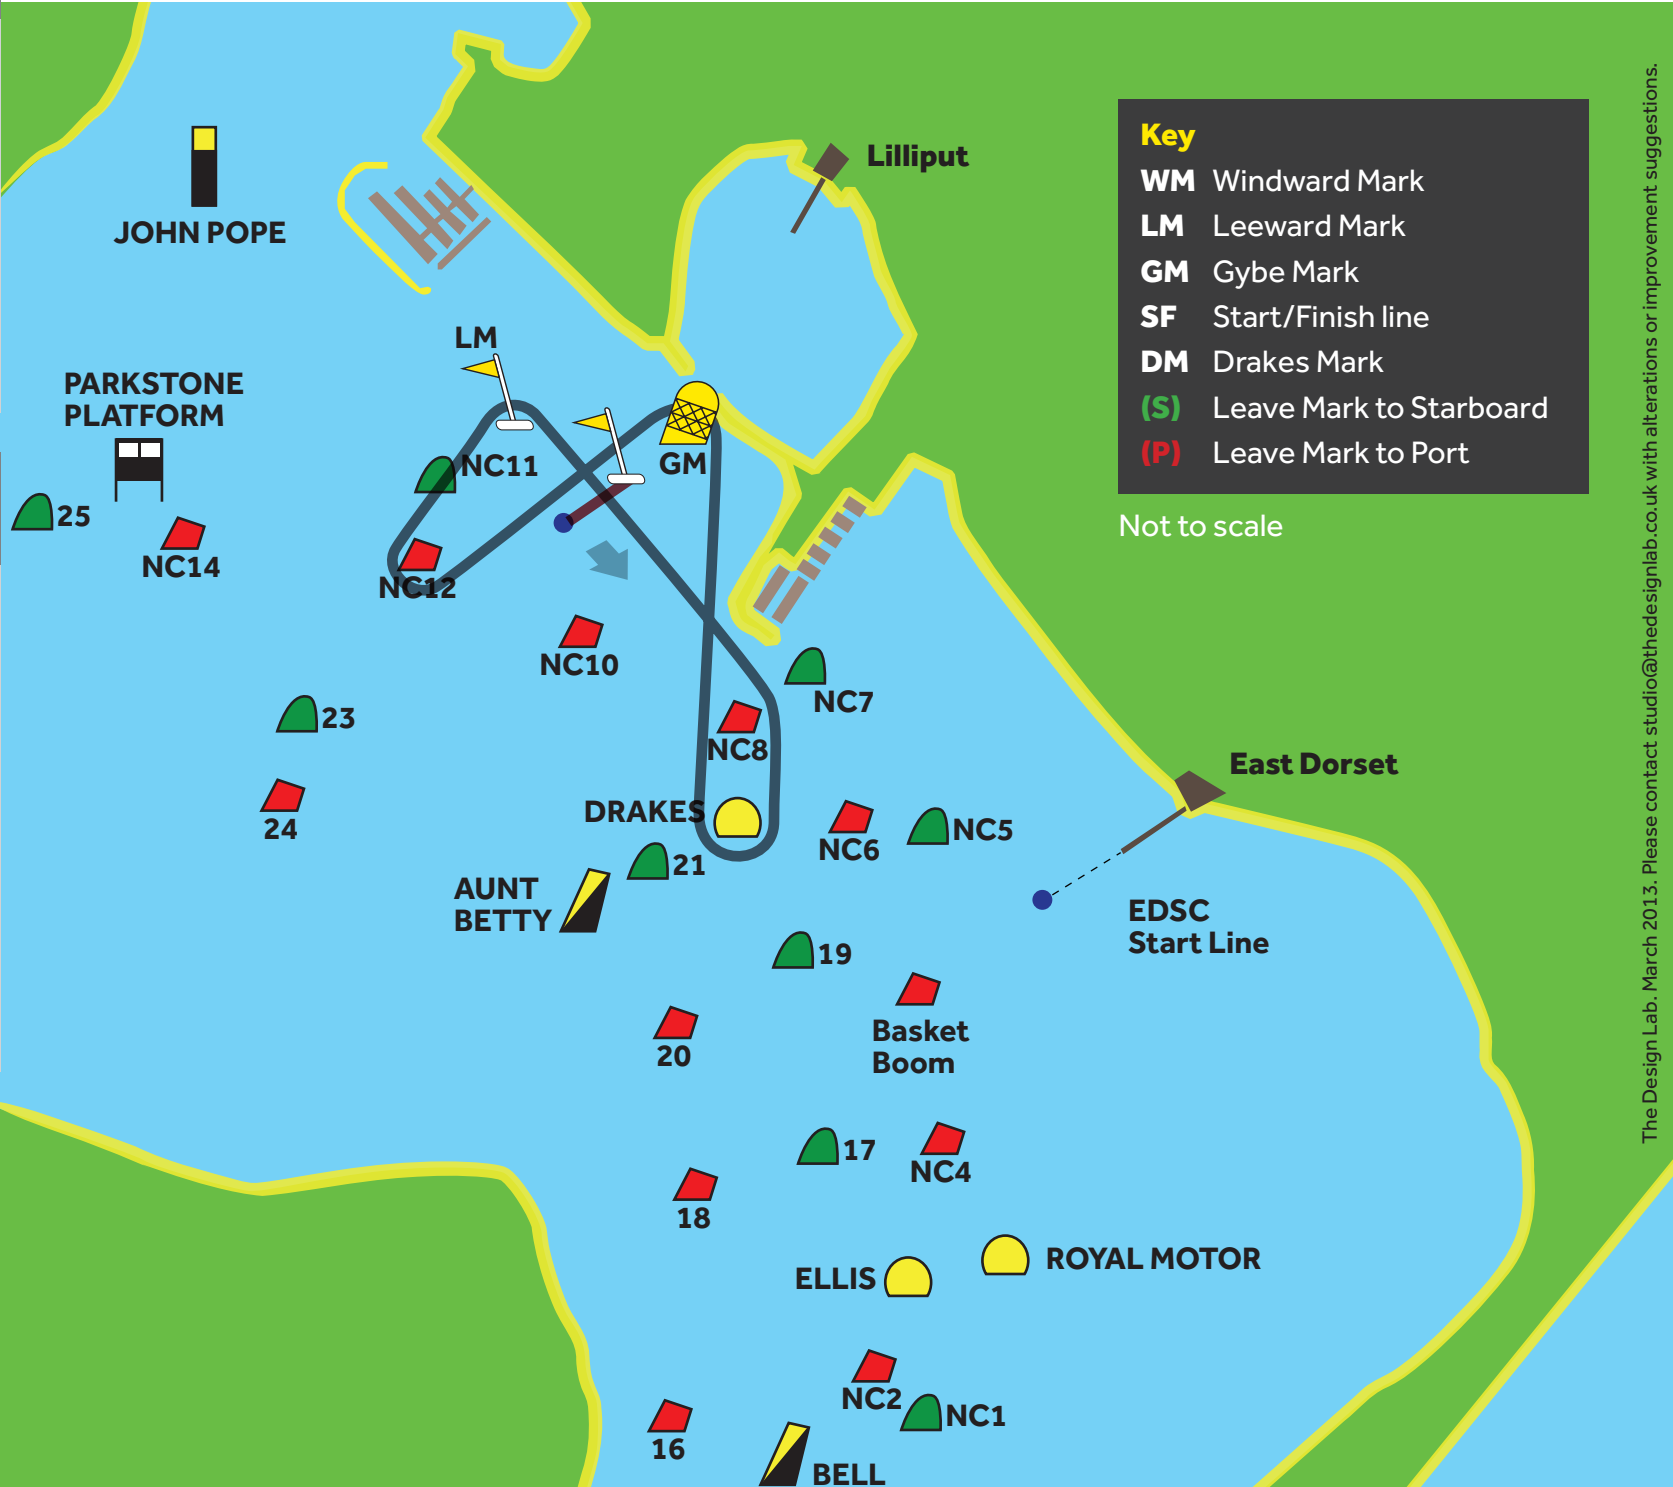 Lilliput
JOHN POPE
LM
PARKSTONE
PLATFORM
NC11
GM
25
NC14
NC12
NC10
NC7
23
NC8
24
DRAKES
NC6
NC5
East Dorset
21
AUNT
BETTY
EDSC
Start Line
19
20
Basket
Boom
17
NC4
18
ELLIS
ROYAL MOTOR
NC2
NC1
16
BELL
Key
WM Windward Mark
LM Leeward Mark
GM Gybe Mark
SF Start/Finish line
DM Drakes Mark
(S) Leave Mark to Starboard
(P) Leave Mark to Port
Not to scale
The Design Lab. March 2013. Please contact studio@thedesignlab.co.uk with alterations or improvement suggestions.